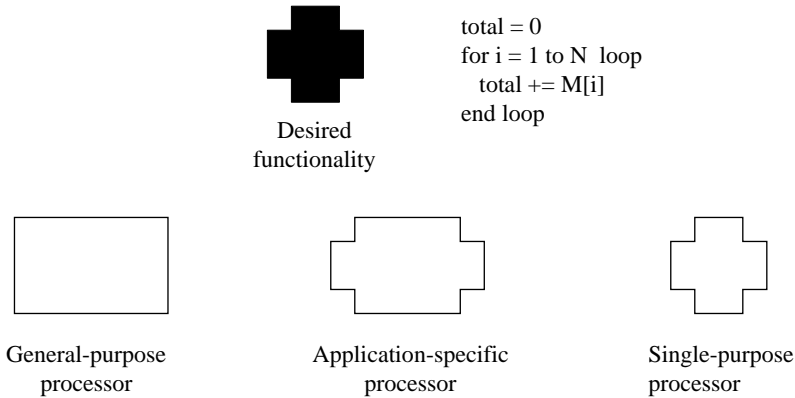 total = 0
for i = 1 to N loop
total += M[i]
end loop
Desired
functionality
General-purpose
processor
Application-specific
processor
Single-purpose
processor